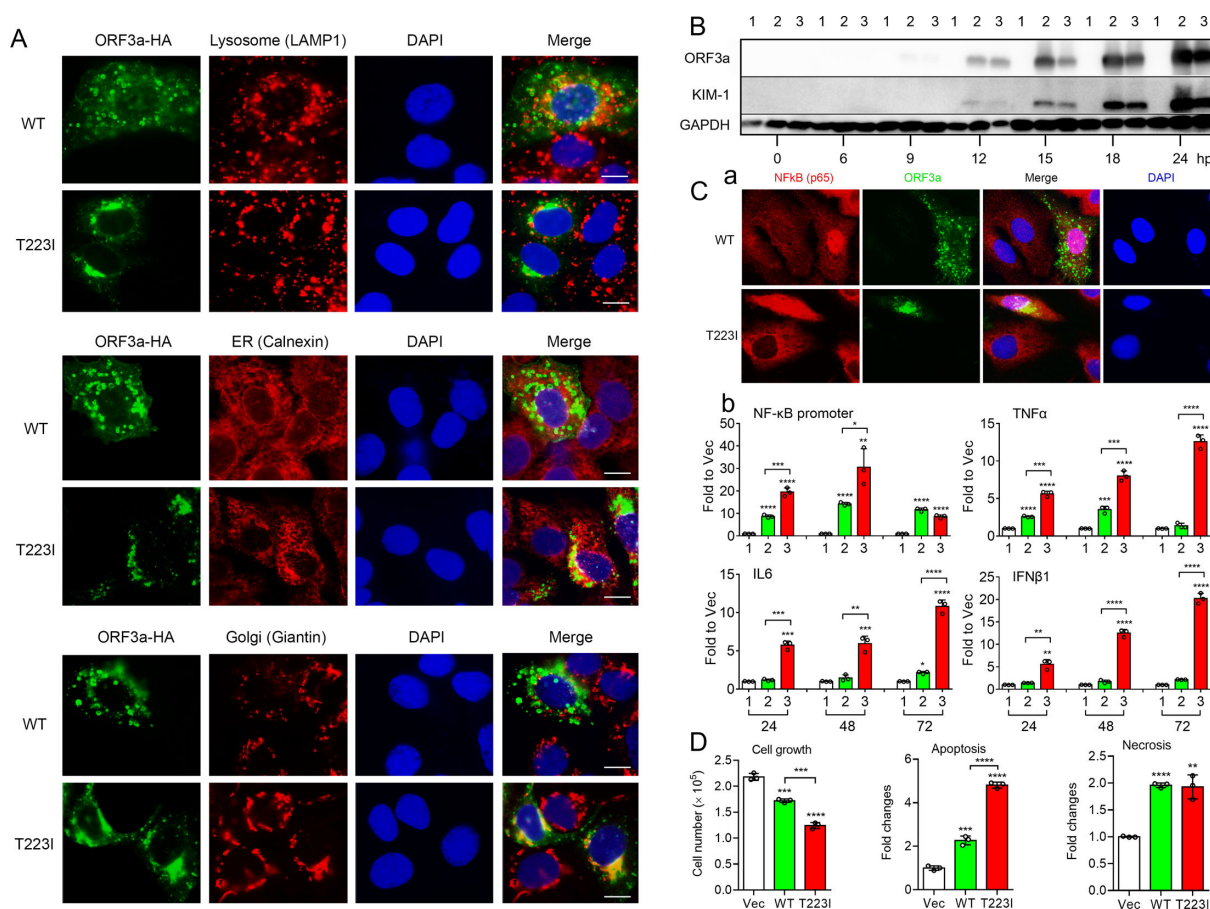 A
ORF3a-HA Lysosome (LAMP1) DAPI Merge
WT
T223I
ORF3a-HA ER (Calnexin) DAPI Merge
WT
T223I
ORF3a-HA Golgi (Giantin) DAPI Merge
WT
T223I
B
1 2 3 1 2 3 1 2 3 1 2 3 1 2 3 1 2 3 1 2 3
ORF3a
KIM-1
GAPDH
0 6 9 12 15 18 24 hp
C
a
NFkB (p65) ORF3a Merge DAPI
WT
T223I
b
NF-κB promoter
Fold to Vec
50
40
30
20
10
0
**** *** **** **** * ** **** ****
1 2 3 1 2 3 1 2 3
TNFα
Fold to Vec
15
10
5
0
**** *** **** *** *** **** **** ****
1 2 3 1 2 3 1 2 3
IL6
Fold to Vec
15
10
5
0
*** *** ** *** * **** ****
1 2 3 1 2 3 1 2 3
24 48 72
IFNβ1
Fold to Vec
25
20
15
10
5
0
** ** **** **** **** ****
1 2 3 1 2 3 1 2 3
24 48 72
D
Cell growth
Cell number (× 10⁵)
2.5
2.0
1.5
1.0
0.5
0.0
*** *** ****
Vec WT T223I
Apoptosis
Fold changes
6
4
2
0
*** **** ****
Vec WT T223I
Necrosis
Fold changes
2.5
2.0
1.5
1.0
0.5
0.0
**** **
Vec WT T223I